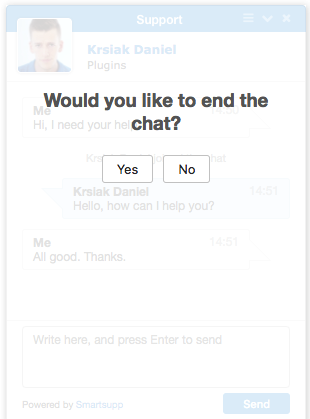 Support
Krsiak Daniel
Plugins
Would you like to end the
chat?
Me
Hi, I need your help
Yes
No
Krsiak Daniel
14:51
Hello, how can I help you?
Me
14:51
All good. Thanks.
Write here, and press Enter to send
Powered by Smartsupp
Send